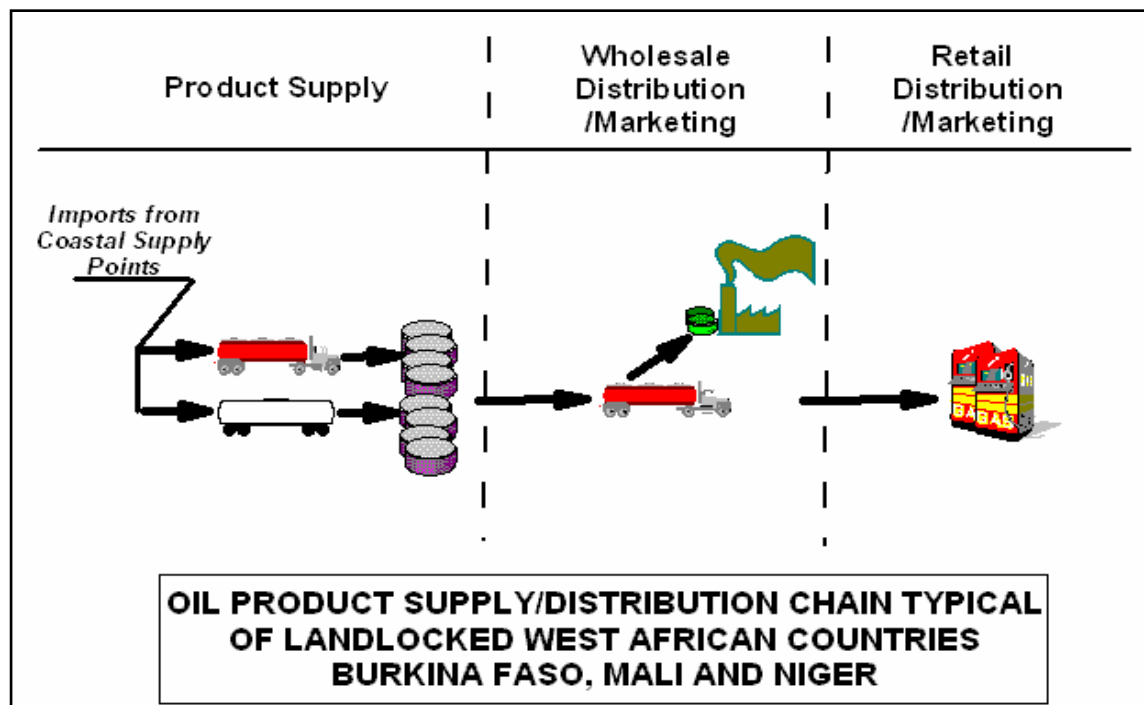 Product Supply
Wholesale
Distribution
/Marketing
Retail
Distribution
/Marketing
Imports from
Coastal Supply
Points
OIL PRODUCT SUPPLY/DISTRIBUTION CHAIN TYPICAL
OF LANDLOCKED WEST AFRICAN COUNTRIES
BURKINA FASO, MALI AND NIGER